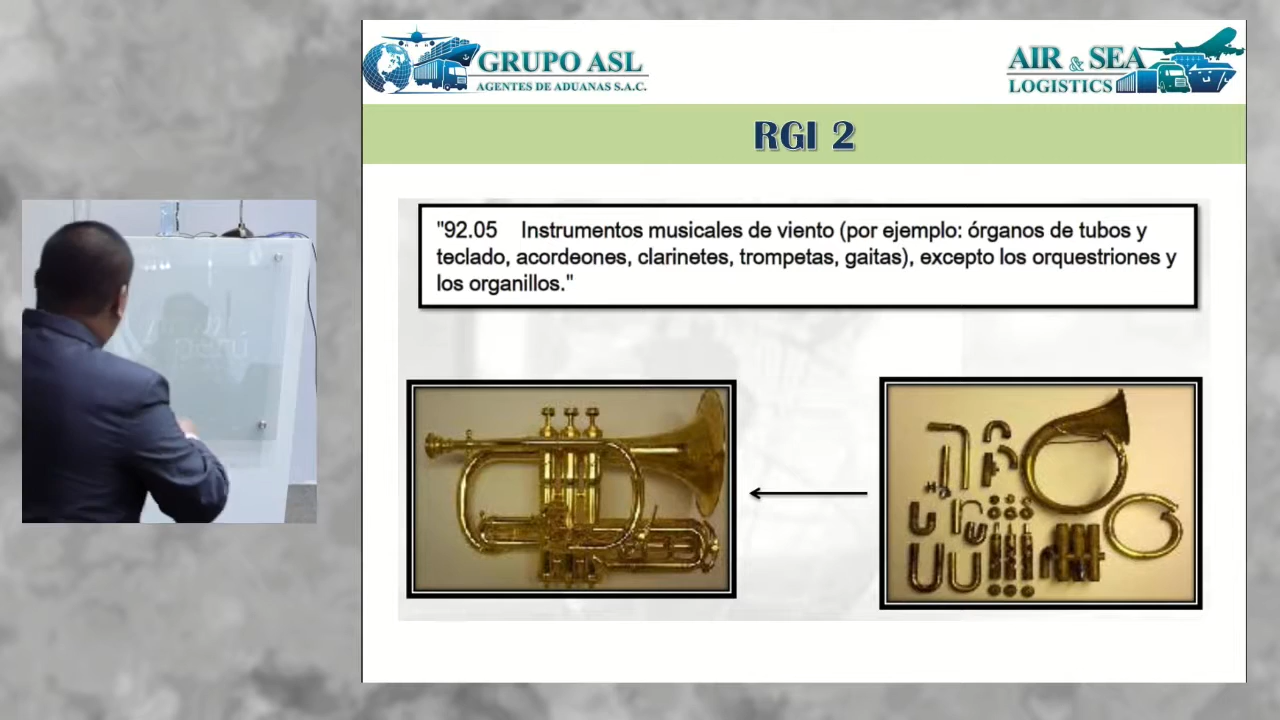 GRUPO ASL
AGENTES DE ADUANAS S.A.C.
AIR & SEA
LOGISTICS
RGI 2
"92.05 Instrumentos musicales de viento (por ejemplo: órganos de tubos y
teclado, acordeones, clarinetes, trompetas, gaitas), excepto los orquestriones y
los organillos."
perú